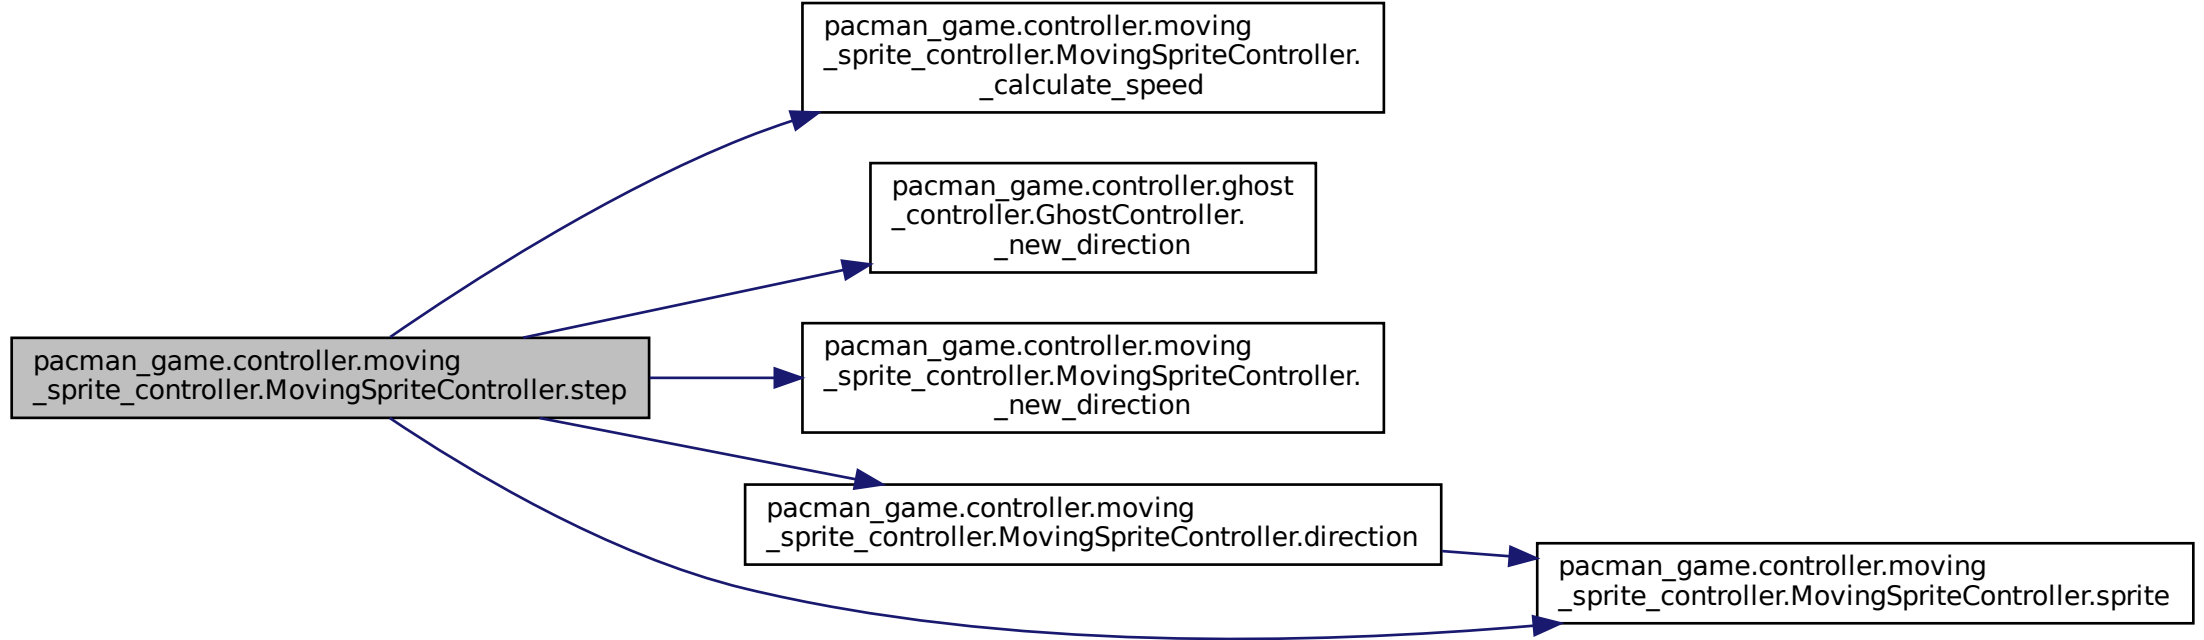 pacman_game.controller.moving
_sprite_controller.MovingSpriteController.
_calculate_speed
pacman_game.controller.ghost
_controller.GhostController.
_new_direction
pacman_game.controller.moving
_sprite_controller.MovingSpriteController.step
pacman_game.controller.moving
_sprite_controller.MovingSpriteController.
_new_direction
pacman_game.controller.moving
_sprite_controller.MovingSpriteController.direction
pacman_game.controller.moving
_sprite_controller.MovingSpriteController.sprite